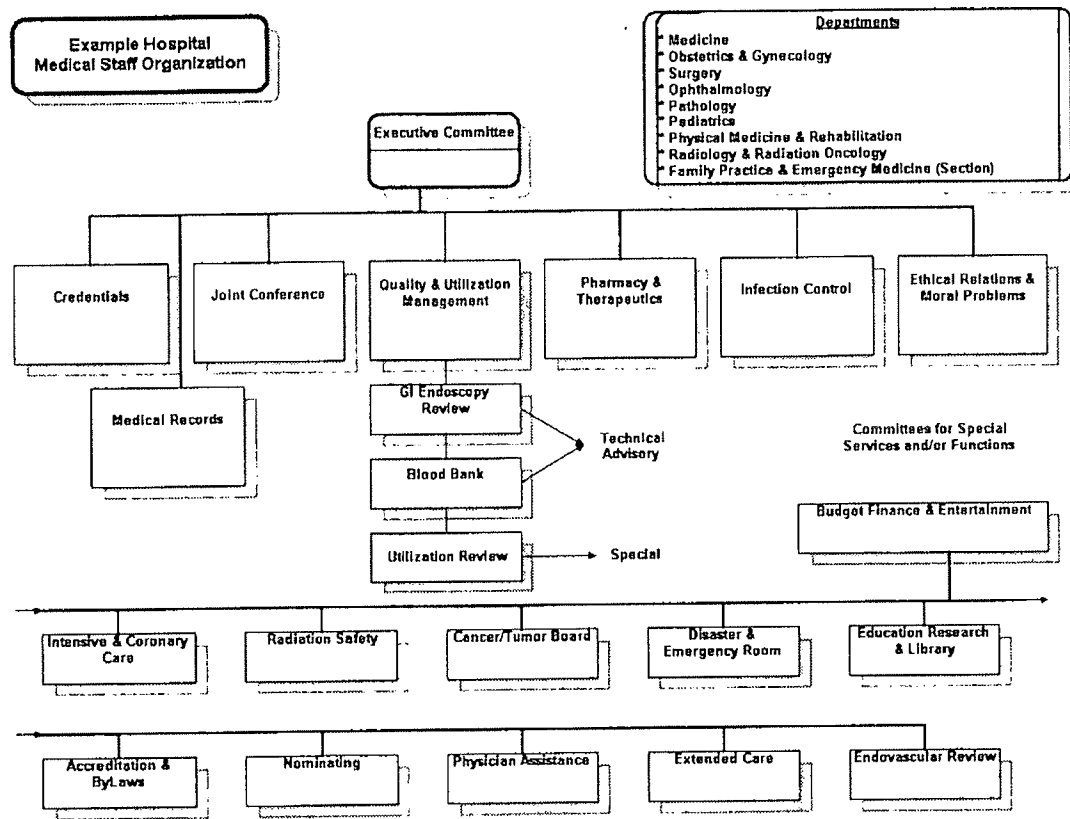 Example Hospital
Medical Staff Organization
Departments
* Medicine
* Obstetrics & Gynecology
* Surgery
* Ophthalmology
* Pathology
* Pediatrics
* Physical Medicine & Rehabilitation
* Radiology & Radiation Oncology
* Family Practice & Emergency Medicine (Section)
Executive Committee
Credentials
Joint Conference
Quality & Utilization
Management
Pharmacy &
Therapeutics
Infection Control
Ethical Relations &
Moral Problems
Medical Records
GI Endoscopy
Review
Technical
Advisory
Committees for Special
Services and/or Functions
Blood Bank
Budget Finance & Entertainment
Utilization Review
Special
Intensive & Coronary
Care
Radiation Safety
Cancer/Tumor Board
Disaster &
Emergency Room
Education Research
& Library
Accreditation &
ByLaws
Nominating
Physician Assistance
Extended Care
Endovascular Review